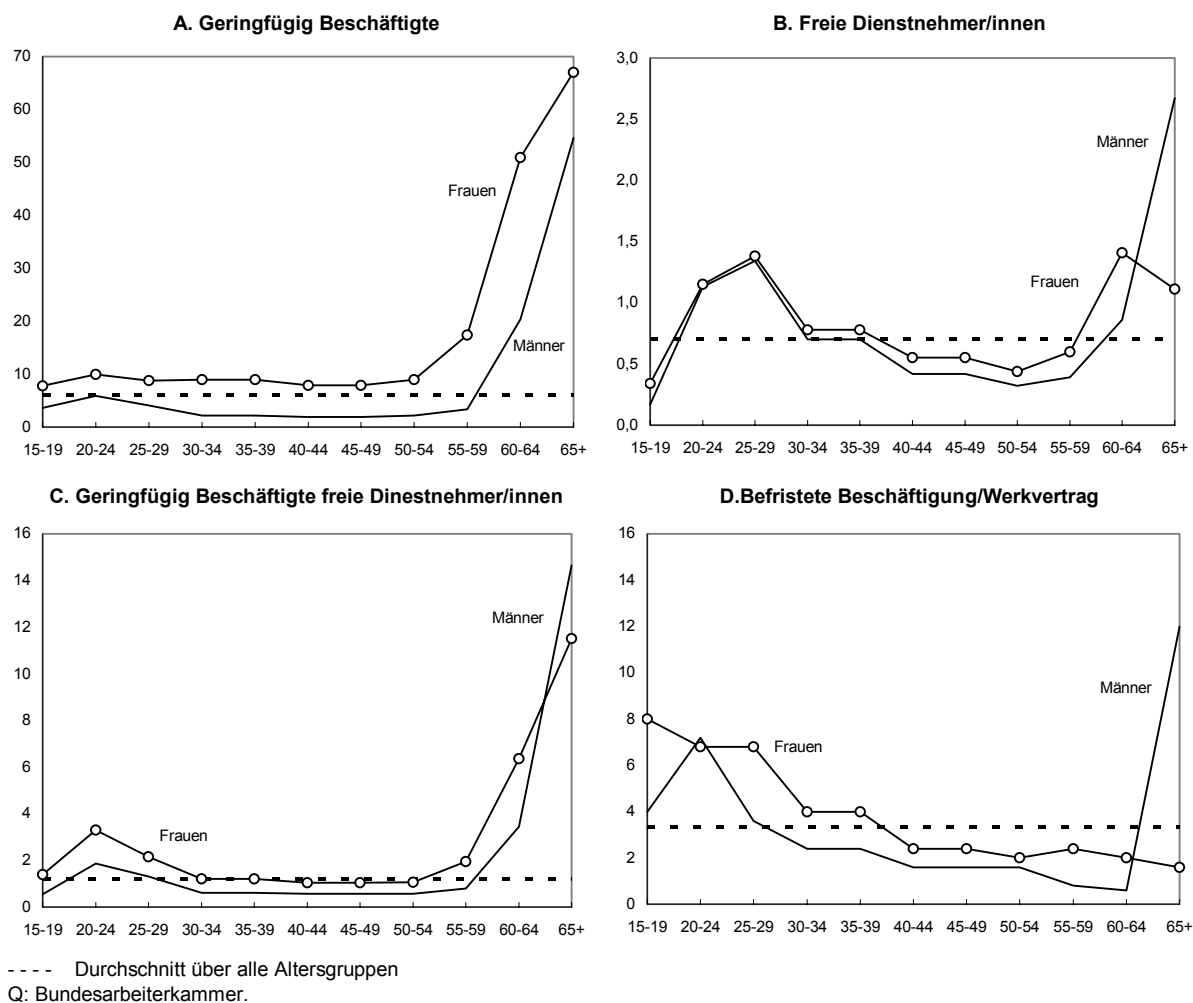 A. Geringfügig Beschäftigte
70
60
50
40
30
20
10
0
Frauen
Männer
15-19 20-24 25-29 30-34 35-39 40-44 45-49 50-54 55-59 60-64 65+
B. Freie Dienstnehmer/innen
3,0
2,5
2,0
1,5
1,0
0,5
0,0
Männer
Frauen
15-19 20-24 25-29 30-34 35-39 40-44 45-49 50-54 55-59 60-64 65+
C. Geringfügig Beschäftigte freie Dinestnehmer/innen
16
14
12
10
8
6
4
2
0
Männer
Frauen
15-19 20-24 25-29 30-34 35-39 40-44 45-49 50-54 55-59 60-64 65+
D.Befristete Beschäftigung/Werkvertrag
16
14
12
10
8
6
4
2
0
Männer
Frauen
15-19 20-24 25-29 30-34 35-39 40-44 45-49 50-54 55-59 60-64 65+
- - - - Durchschnitt über alle Altersgruppen
Q: Bundesarbeiterkammer.